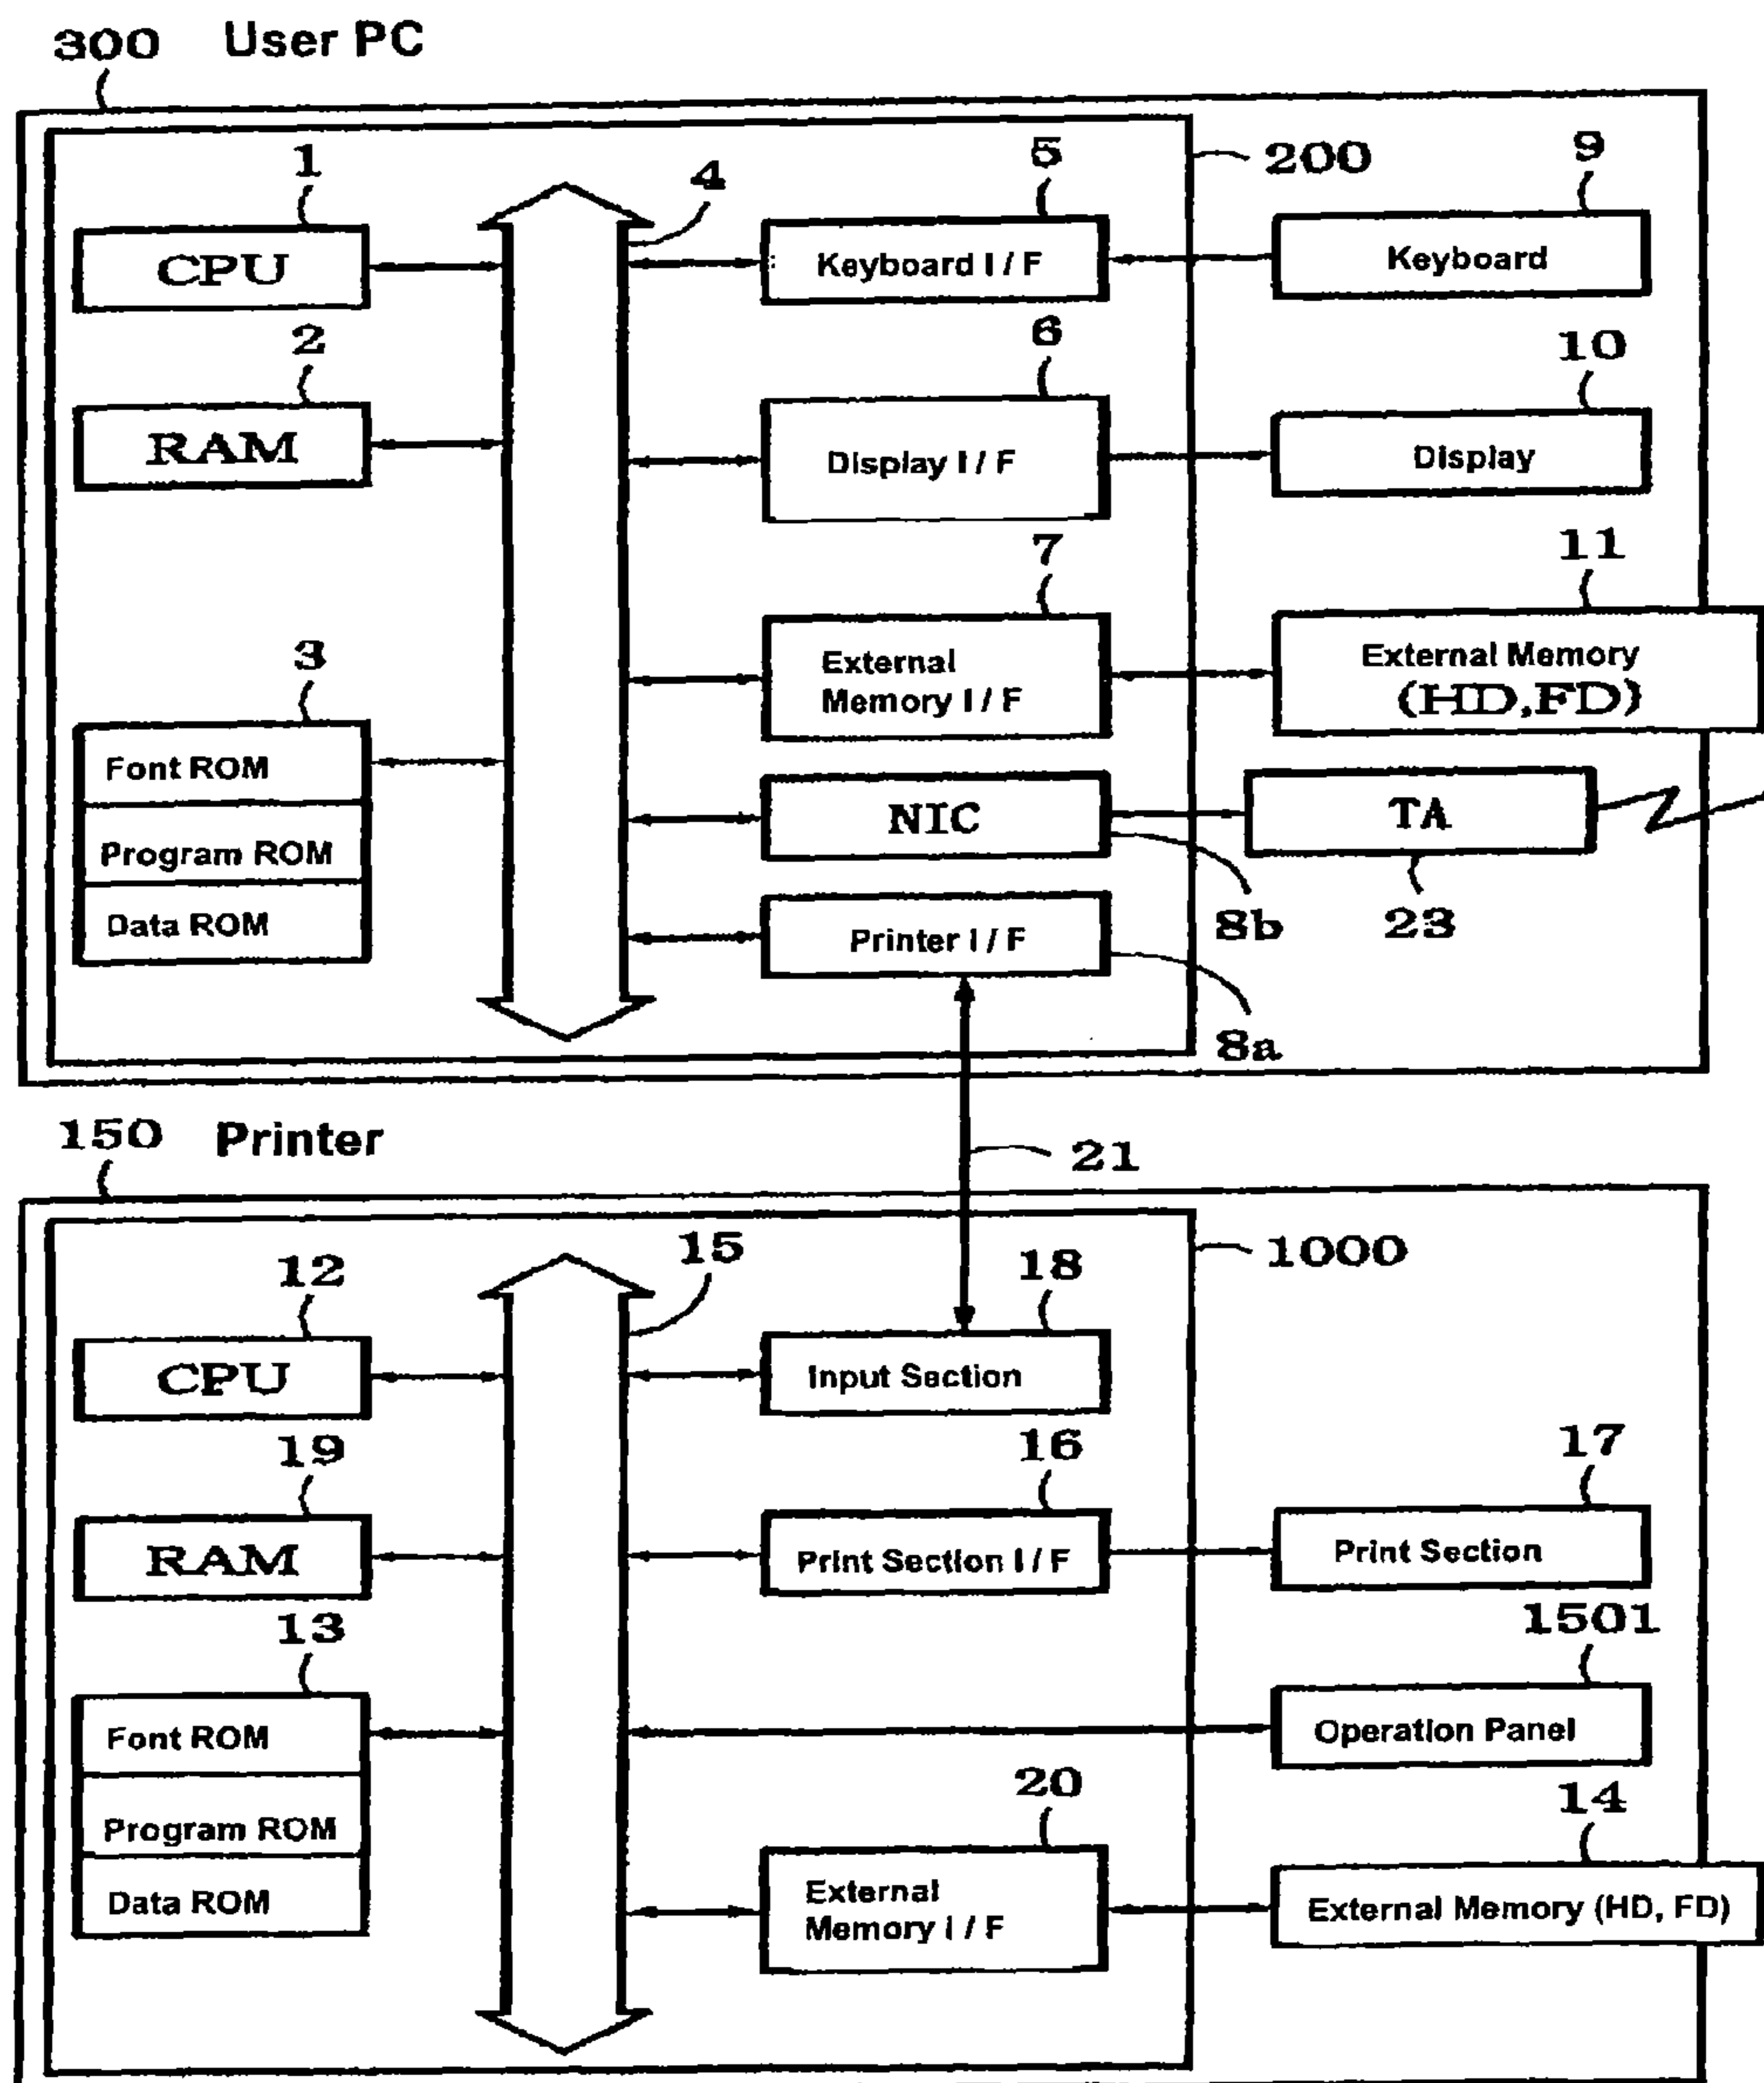 300 User PC
1
4
5
200
9
CPU
Keyboard I / F
Keyboard
2
6
10
RAM
Display I / F
Display
7
11
3
External
Memory I / F
External Memory
(HD,FD)
Font ROM
NIC
TA
Program ROM
8b
23
Data ROM
Printer I / F
8a
150 Printer
21
12
15
18
1000
CPU
Input Section
19
16
17
RAM
Print Section I / F
Print Section
13
1501
Font ROM
Operation Panel
20
14
Program ROM
External
Memory I / F
External Memory (HD, FD)
Data ROM